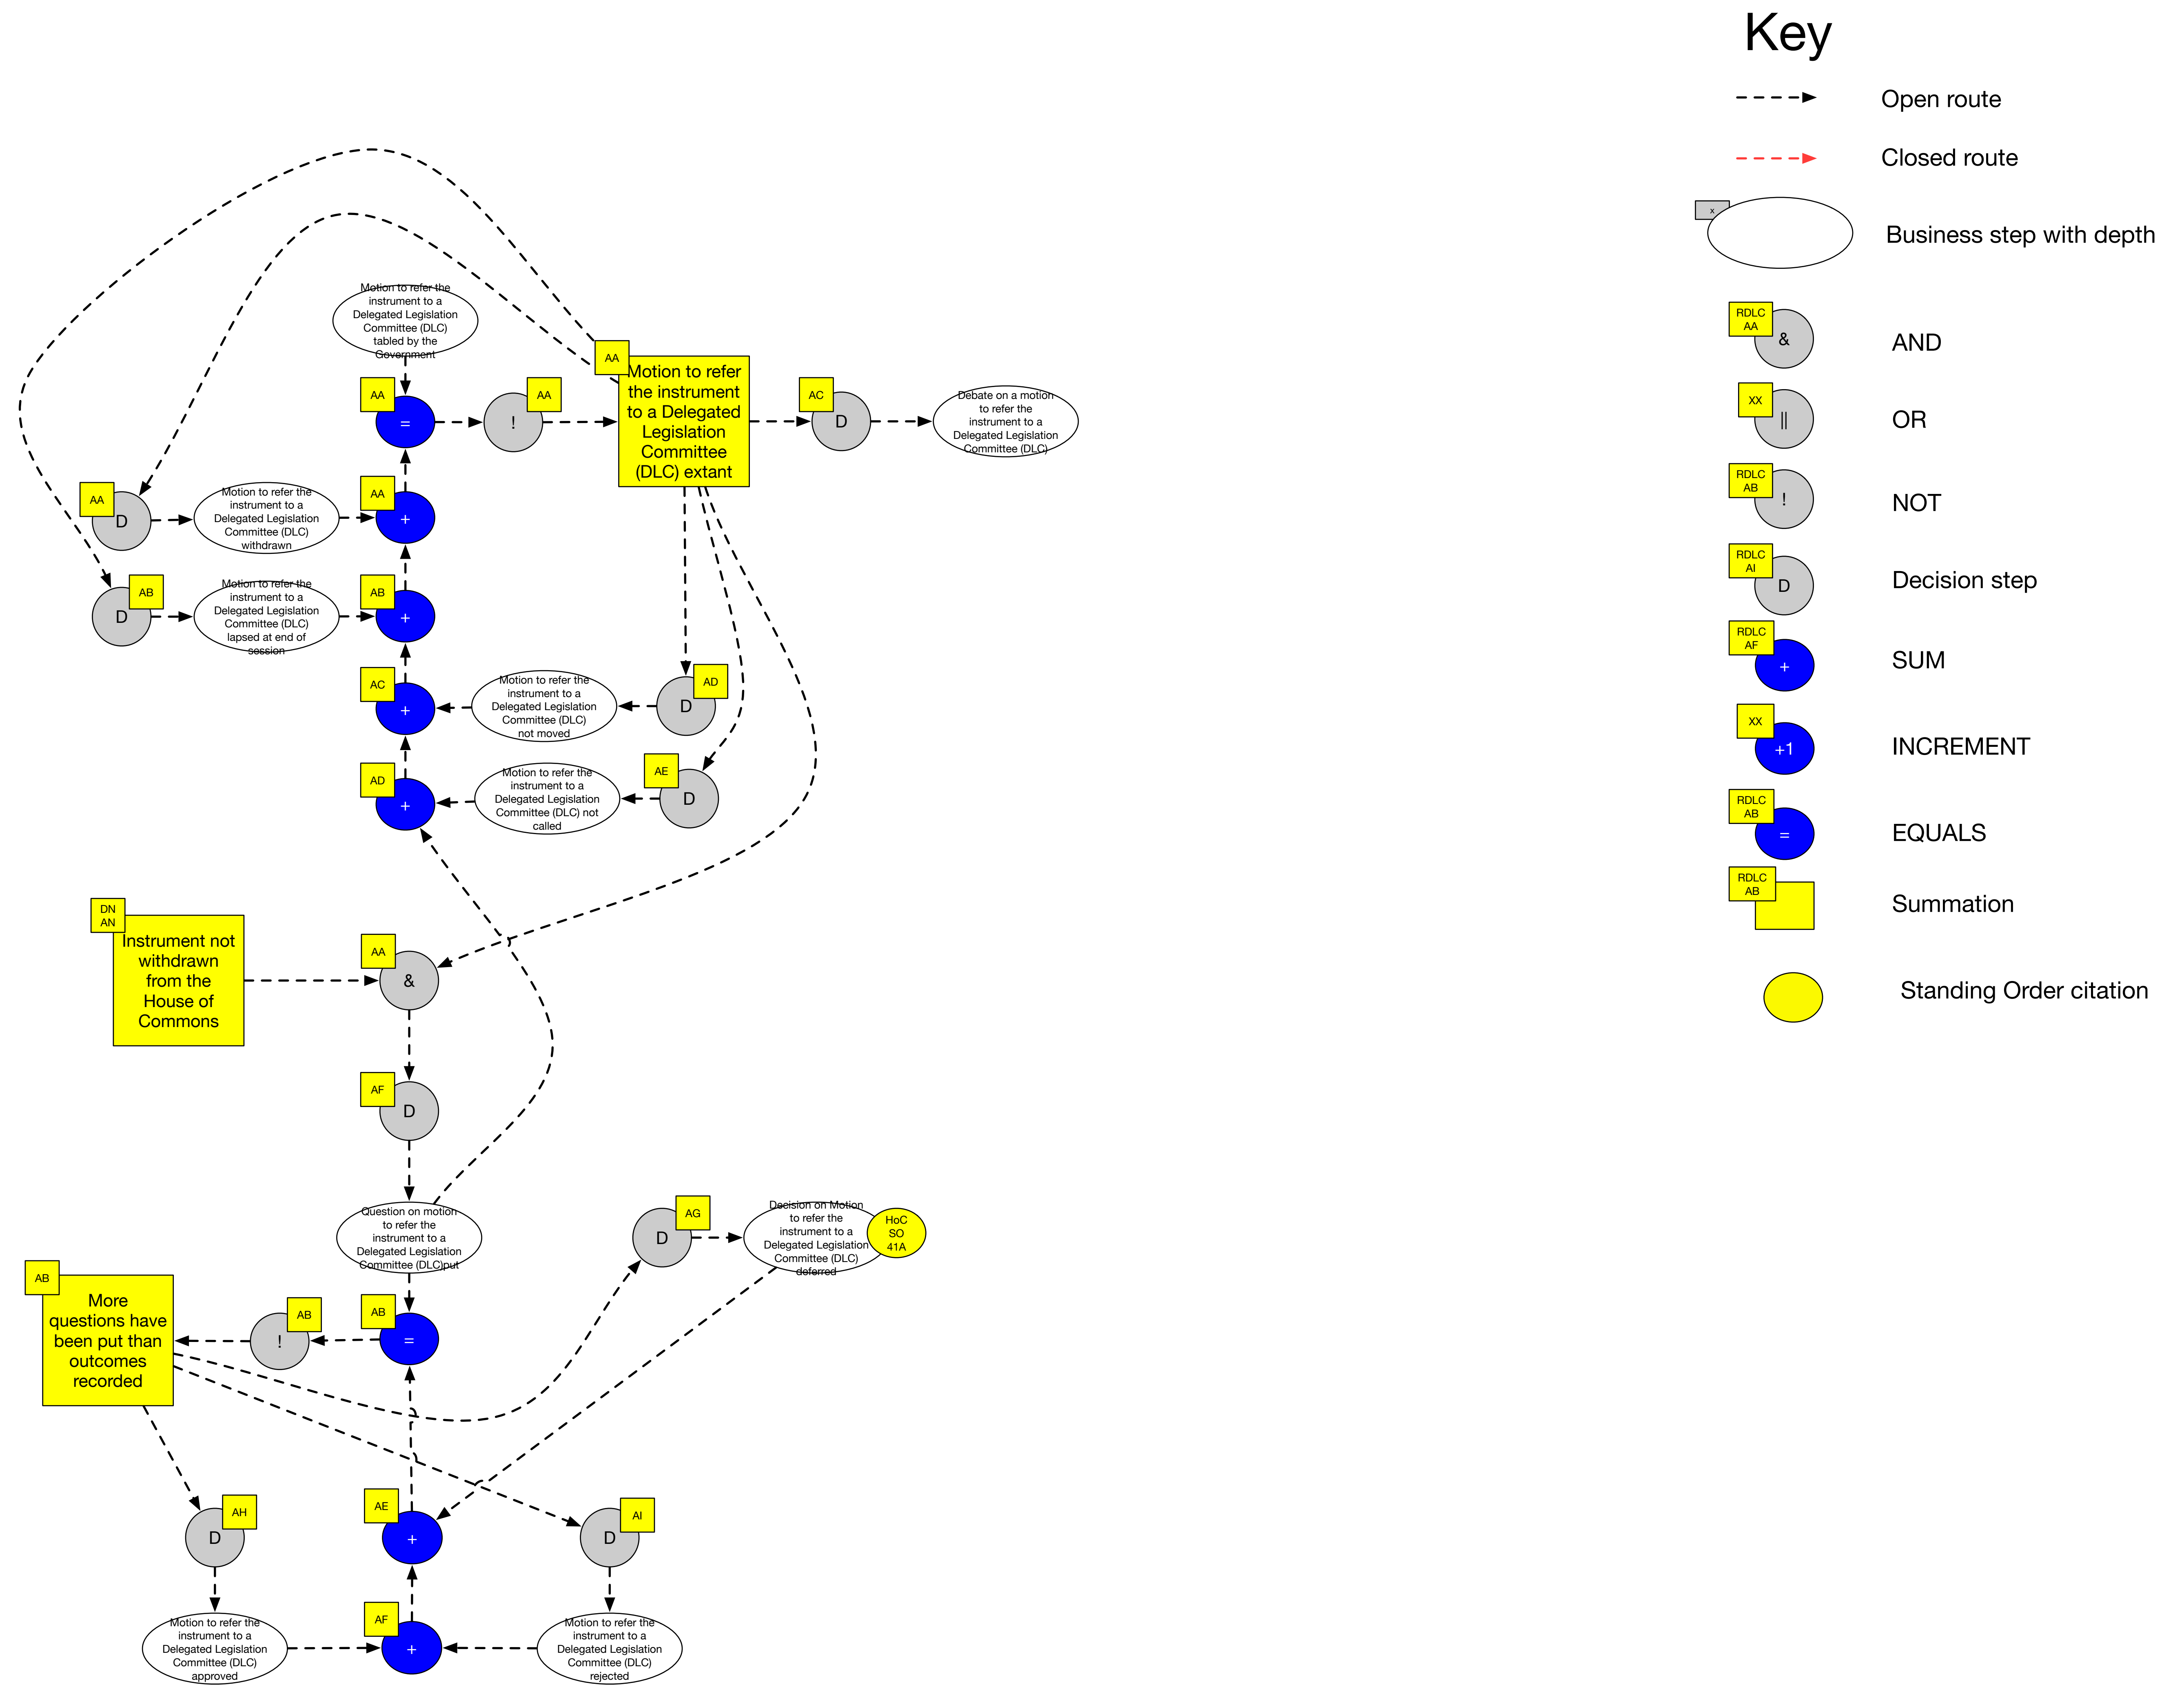 Key
Open route
Closed route
x
Business step with depth
RDLC
AA
&
AND
XX
||
OR
RDLC
AB
!
NOT
RDLC
AI
D
Decision step
RDLC
AF
+
SUM
XX
+1
INCREMENT
RDLC
AB
=
EQUALS
RDLC
AB
Summation
Standing Order citation
Motion to refer the
instrument to a
Delegated Legislation
Committee (DLC)
tabled by the
Government
AA
=
AA
!
AA
Motion to refer
the instrument
to a Delegated
Legislation
Committee
(DLC) extant
AC
D
Debate on a motion
to refer the
instrument to a
Delegated Legislation
Committee (DLC)
AA
D
Motion to refer the
instrument to a
Delegated Legislation
Committee (DLC)
withdrawn
AA
+
AB
D
Motion to refer the
instrument to a
Delegated Legislation
Committee (DLC)
lapsed at end of
session
AB
+
AC
+
Motion to refer the
instrument to a
Delegated Legislation
Committee (DLC)
not moved
AD
D
AD
+
Motion to refer the
instrument to a
Delegated Legislation
Committee (DLC) not
called
AE
D
DN
AN
Instrument not
withdrawn
from the
House of
Commons
AA
&
AF
D
Question on motion
to refer the
instrument to a
Delegated Legislation
Committee (DLC)put
AG
D
Decision on Motion
to refer the
instrument to a
Delegated Legislation
Committee (DLC)
deferred
HoC
SO
41A
AB
More
questions have
been put than
outcomes
recorded
AB
!
AB
=
AH
D
AE
+
AI
D
Motion to refer the
instrument to a
Delegated Legislation
Committee (DLC)
approved
AF
+
Motion to refer the
instrument to a
Delegated Legislation
Committee (DLC)
rejected